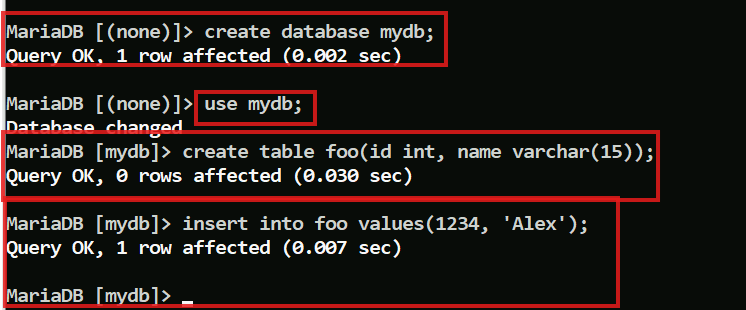 MariaDB [(none)]> create database mydb;
Query OK, 1 row affected (0.002 sec)
MariaDB [(none)]> use mydb;
Database changed
MariaDB [mydb]> create table foo(id int, name varchar(15));
Query OK, 0 rows affected (0.030 sec)
MariaDB [mydb]> insert into foo values(1234, 'Alex');
Query OK, 1 row affected (0.007 sec)
MariaDB [mydb]> _